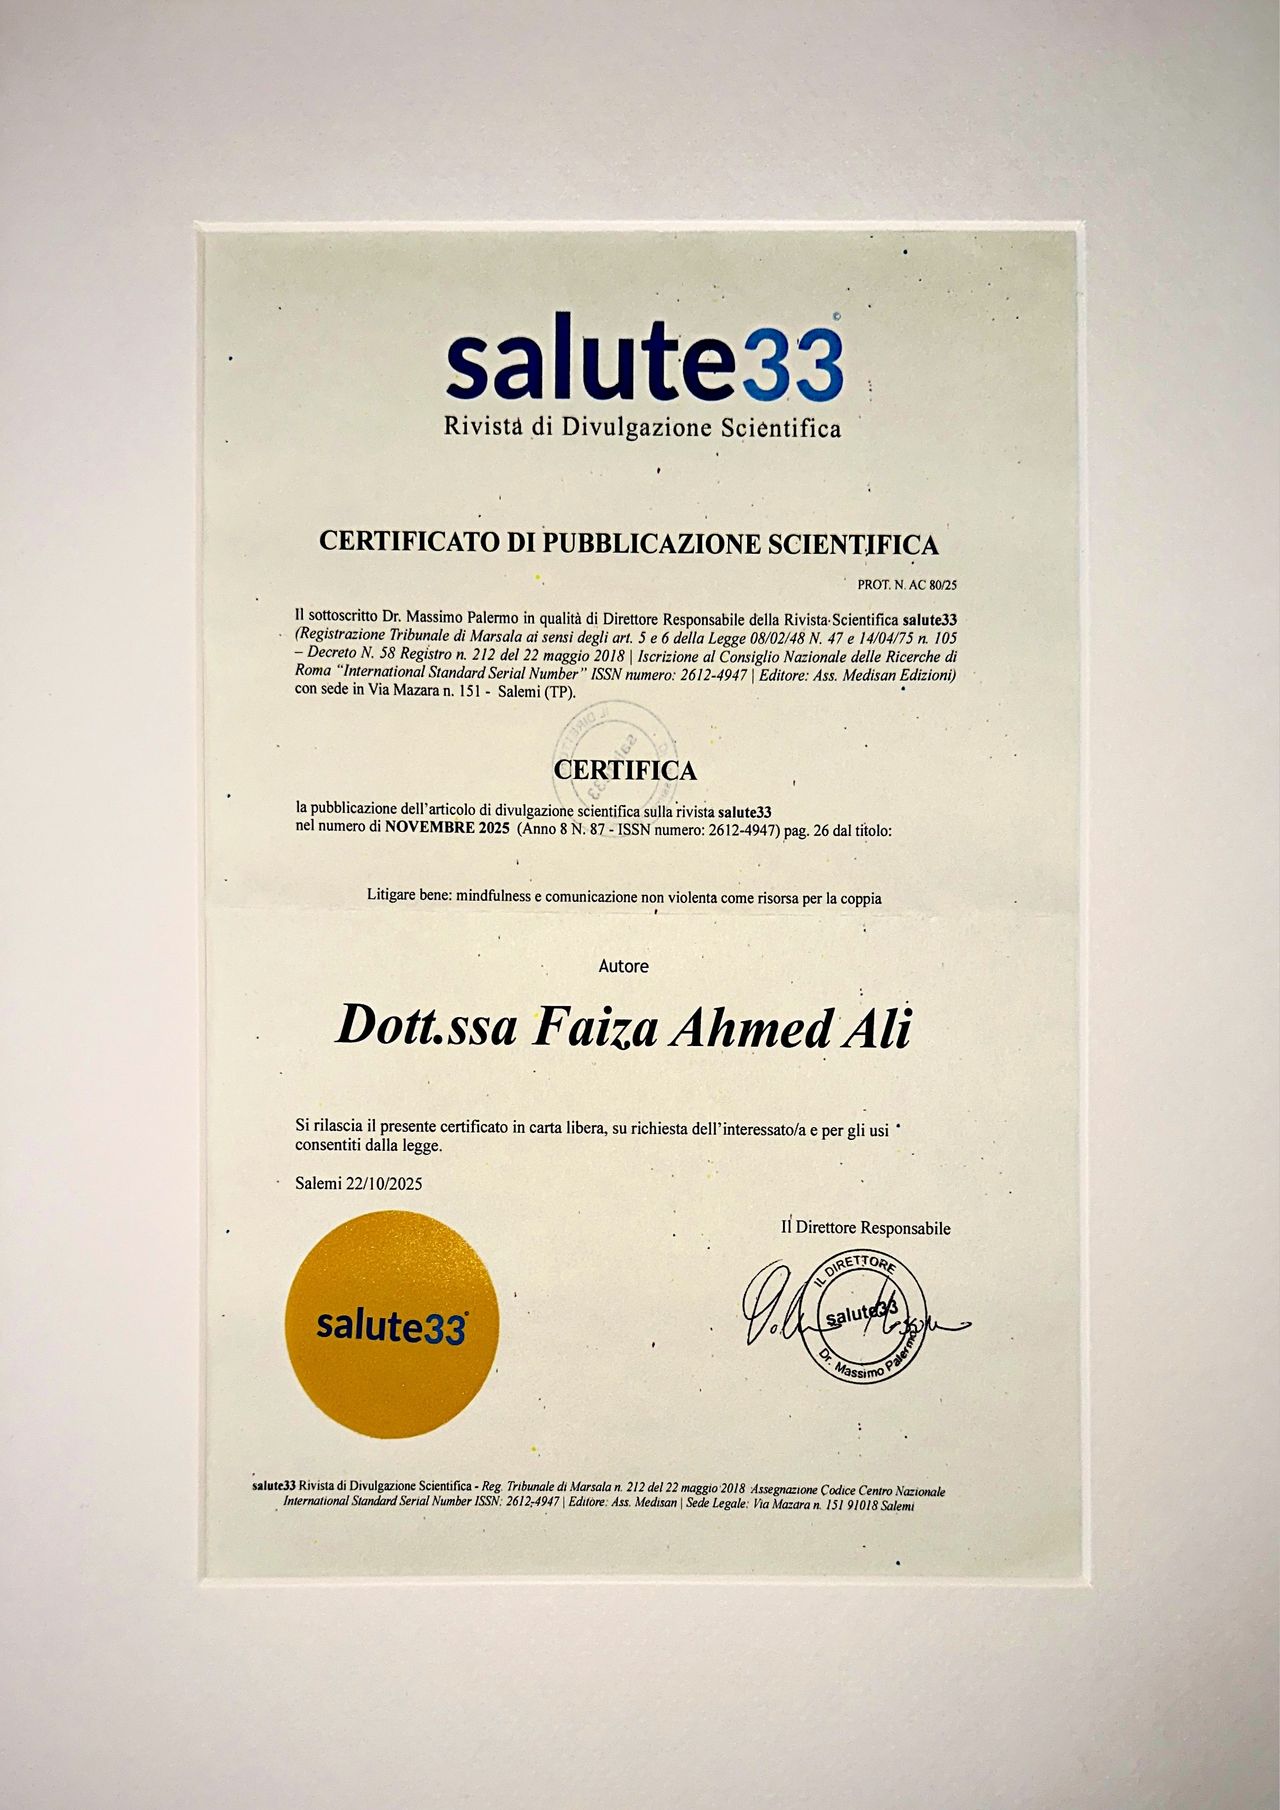 salute33©
Rivista di Divulgazione Scientifica
CERTIFICATO DI PUBBLICAZIONE SCIENTIFICA
PROT. N. AC 80/25
Il sottoscritto Dr. Massimo Palermo in qualità di Direttore Responsabile della Rivista Scientifica salute33
(Registrazione Tribunale di Marsala ai sensi degli art. 5 e 6 della Legge 08/02/48 N. 47 e 14/04/75 n. 105
– Decreto N. 58 Registro n. 212 del 22 maggio 2018 | Iscrizione al Consiglio Nazionale delle Ricerche di
Roma “International Standard Serial Number” ISSN numero: 2612-4947 | Editore: Ass. Medisan Edizioni)
con sede in Via Mazara n. 151 - Salemi (TP).
CERTIFICA
la pubblicazione dell’articolo di divulgazione scientifica sulla rivista salute33
nel numero di NOVEMBRE 2025 (Anno 8 N. 87 - ISSN numero: 2612-4947) pag. 26 dal titolo:
Litigare bene: mindfulness e comunicazione non violenta come risorsa per la coppia
Autore
Dott.ssa Faiza Ahmed Ali
Si rilascia il presente certificato in carta libera, su richiesta dell’interessato/a e per gli usi
consentiti dalla legge.
Salemi 22/10/2025
Il Direttore Responsabile
IL DIRETTORE
salute33
Dr. Massimo Palermo
salute33
salute33 Rivista di Divulgazione Scientifica - Reg. Tribunale di Marsala n. 212 del 22 maggio 2018 Assegnazione Codice Centro Nazionale
International Standard Serial Number ISSN: 2612-4947 | Editore: Ass. Medisan | Sede Legale: Via Mazara n. 151 91018 Salemi